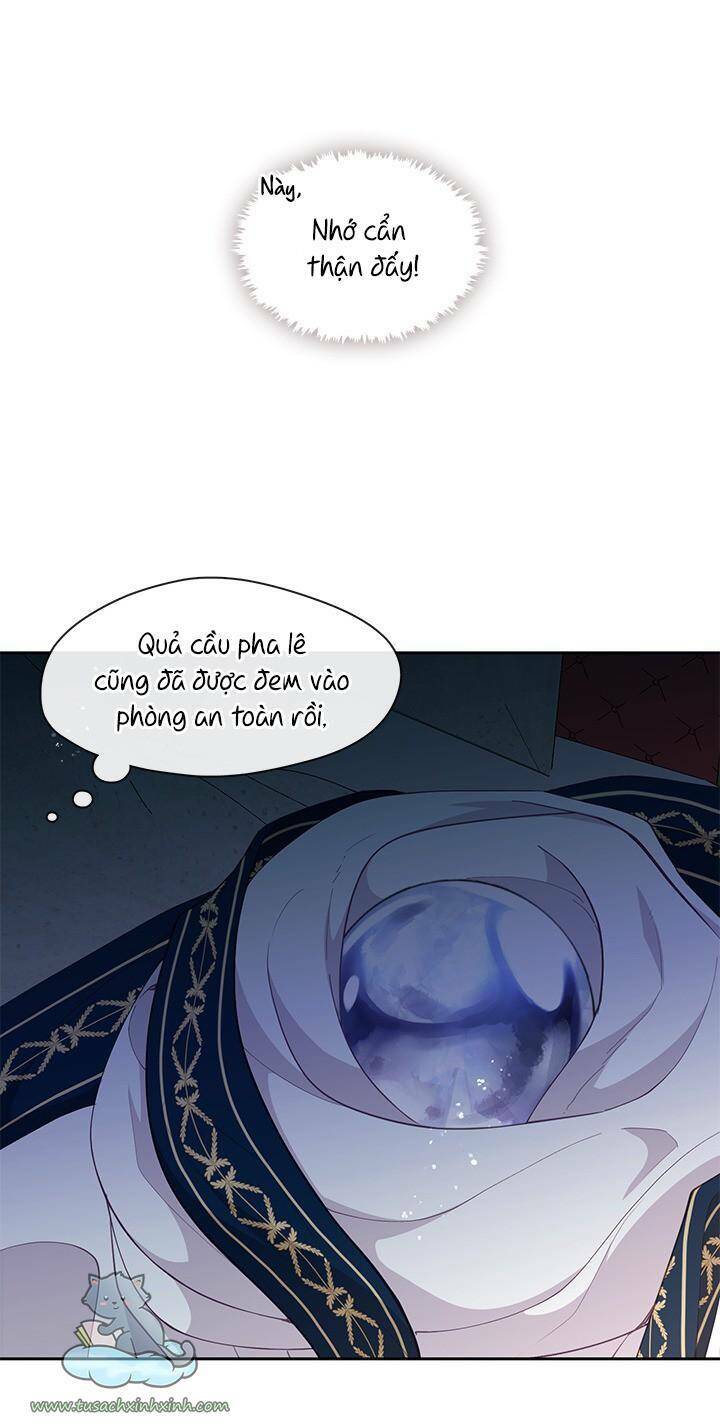 Này,
Nhớ cẩn
thận đấy!
Quả cầu pha lê
cũng đã được đem vào
phòng an toàn rồi,
www.tusachxinhxinh.com